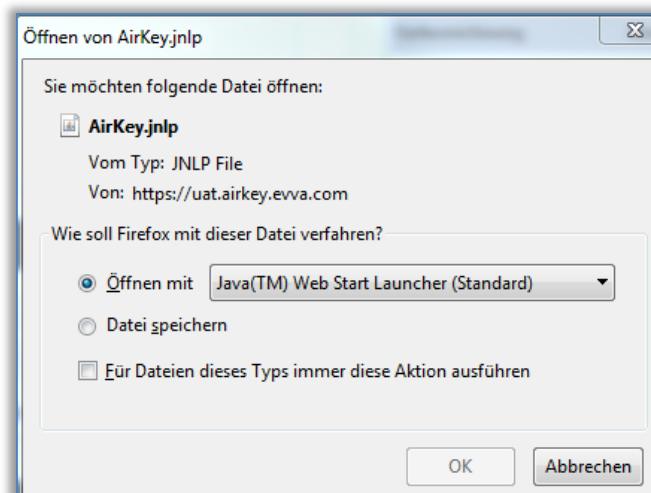 Öffnen von AirKey.jnlp
Sie möchten folgende Datei öffnen:
AirKey.jnlp
Vom Typ: JNLP File
Von: https://uat.airkey.evva.com
Wie soll Firefox mit dieser Datei verfahren?
Öffnen mit Java(TM) Web Start Launcher (Standard)
Datei speichern
Für Dateien dieses Typs immer diese Aktion ausführen
OK Abbrechen